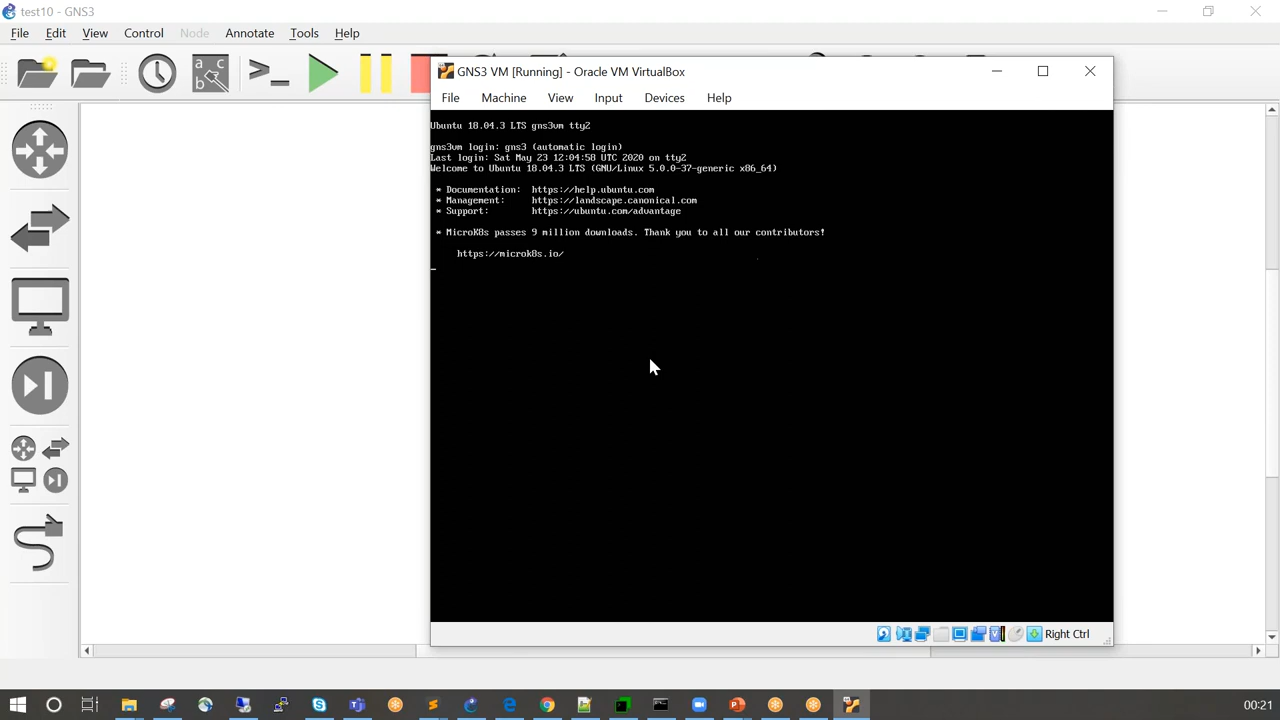 test10 - GNS3
File Edit View Control Node Annotate Tools Help
a c
b
GNS3 VM [Running] - Oracle VM VirtualBox
File Machine View Input Devices Help
Ubuntu 18.04.3 LTS gns3vm tty2
gns3vm login: gns3 (automatic login)
Last login: Sat May 23 12:04:58 UTC 2020 on tty2
Welcome to Ubuntu 18.04.3 LTS (GNU/Linux 5.0.0-37-generic x86_64)
* Documentation: https://help.ubuntu.com
* Management: https://landscape.canonical.com
* Support: https://ubuntu.com/advantage
* MicroK8s passes 9 million downloads. Thank you to all our contributors!
https://microk8s.io/
Right Ctrl
00:21